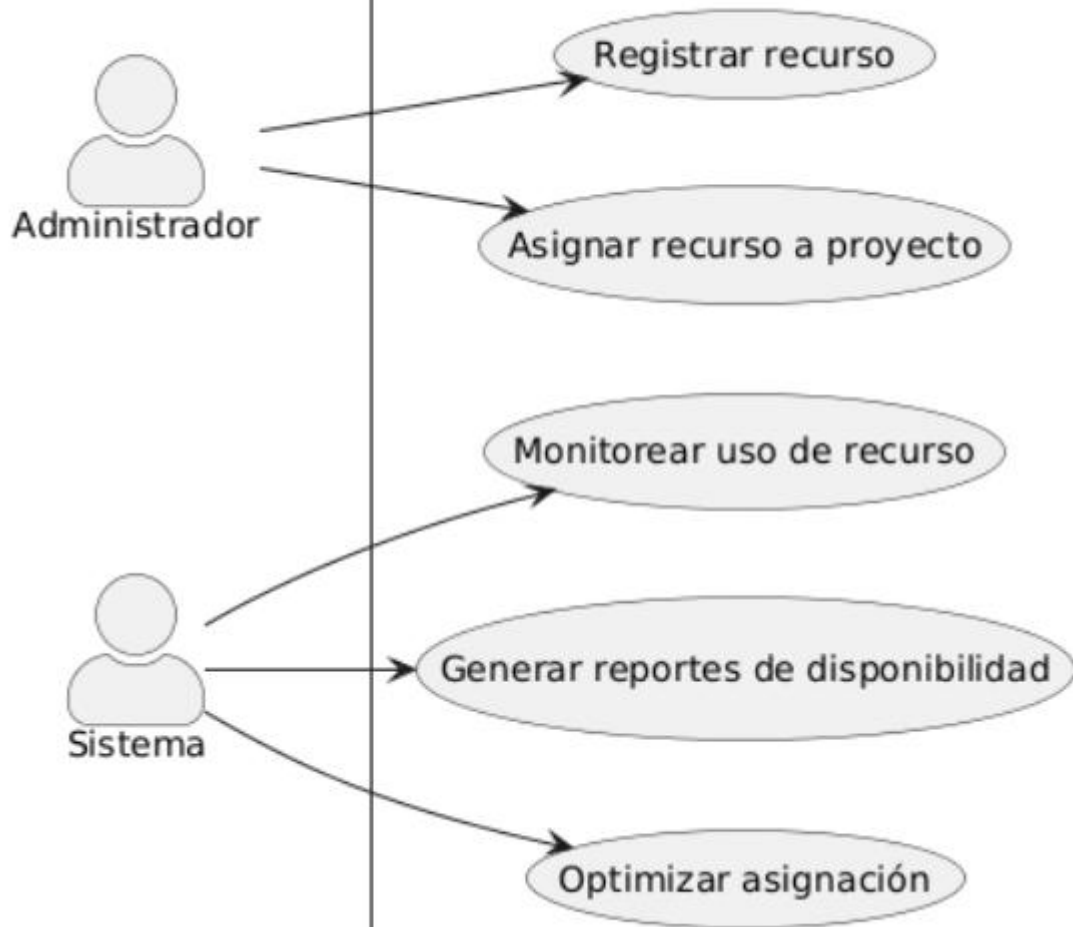 Registrar recurso
Administrador
Asignar recurso a proyecto
Monitorear uso de recurso
Generar reportes de disponibilidad
Sistema
Optimizar asignación